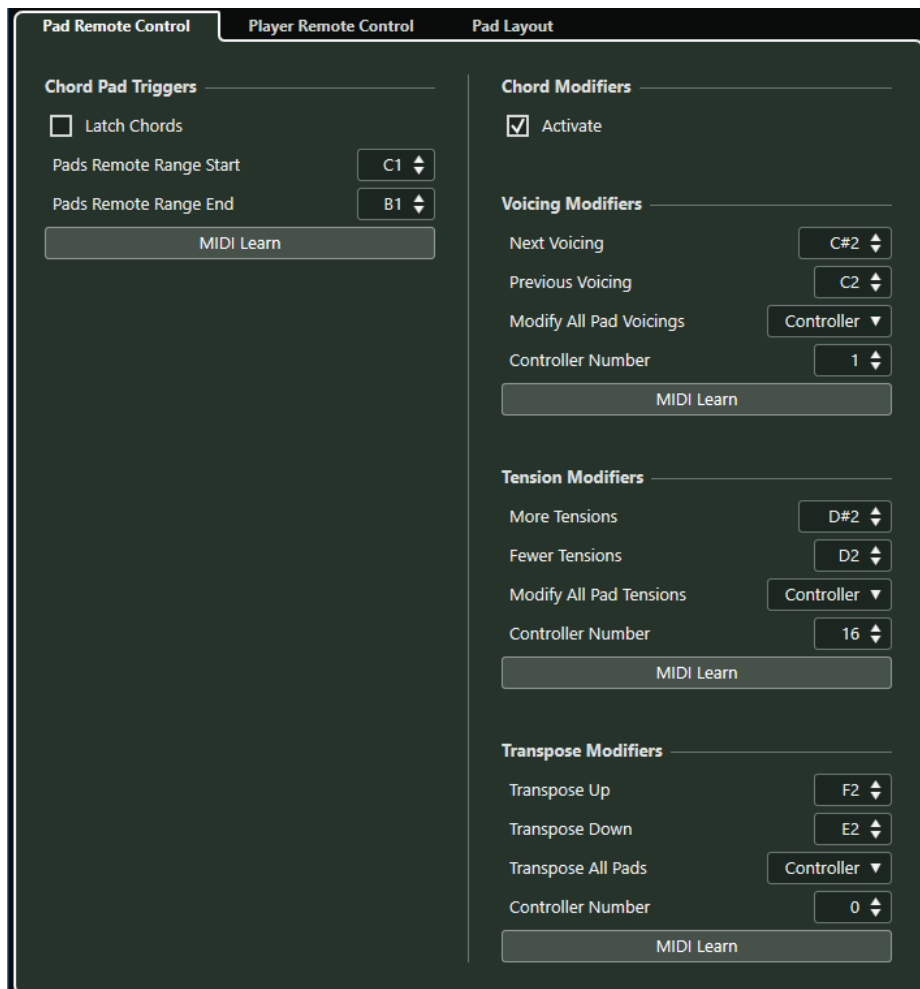 Pad Remote Control Player Remote Control Pad Layout
Chord Pad Triggers
Latch Chords
Pads Remote Range Start C1
Pads Remote Range End B1
MIDI Learn
Chord Modifiers
Activate
Voicing Modifiers
Next Voicing C#2
Previous Voicing C2
Modify All Pad Voicings Controller
Controller Number 1
MIDI Learn
Tension Modifiers
More Tensions D#2
Fewer Tensions D2
Modify All Pad Tensions Controller
Controller Number 16
MIDI Learn
Transpose Modifiers
Transpose Up F2
Transpose Down E2
Transpose All Pads Controller
Controller Number 0
MIDI Learn